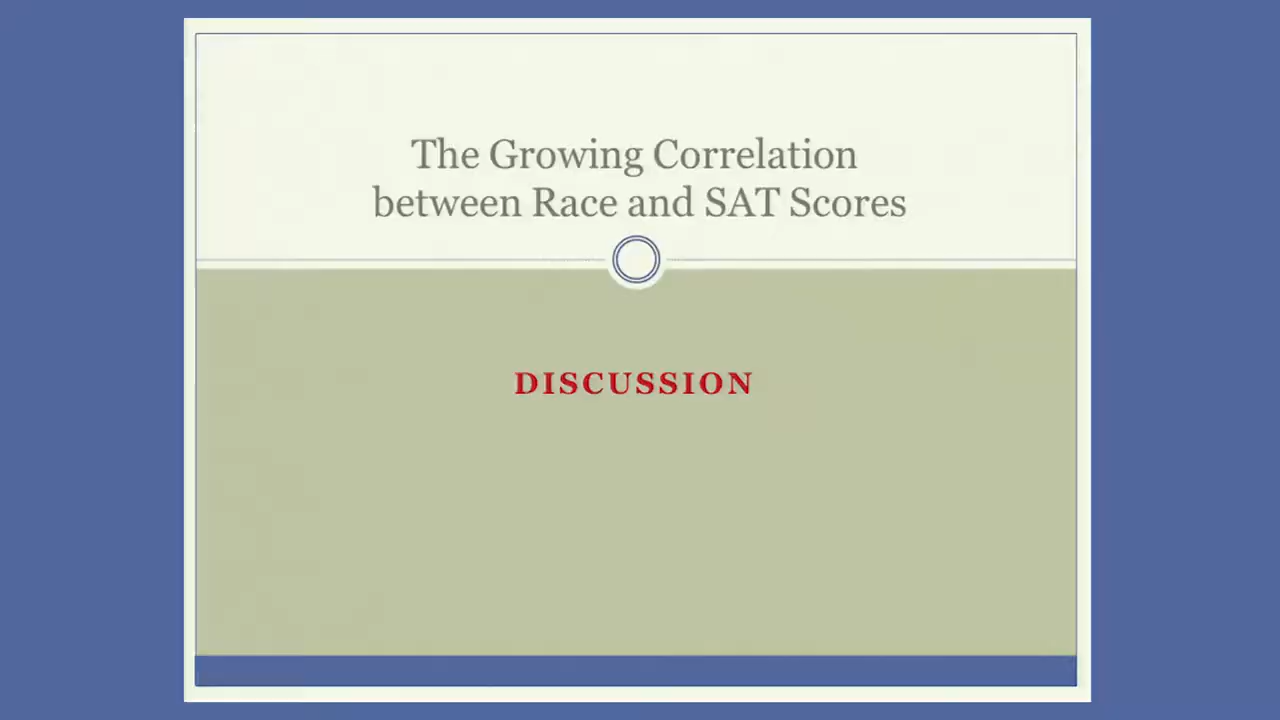 The Growing Correlation
between Race and SAT Scores
DISCUSSION